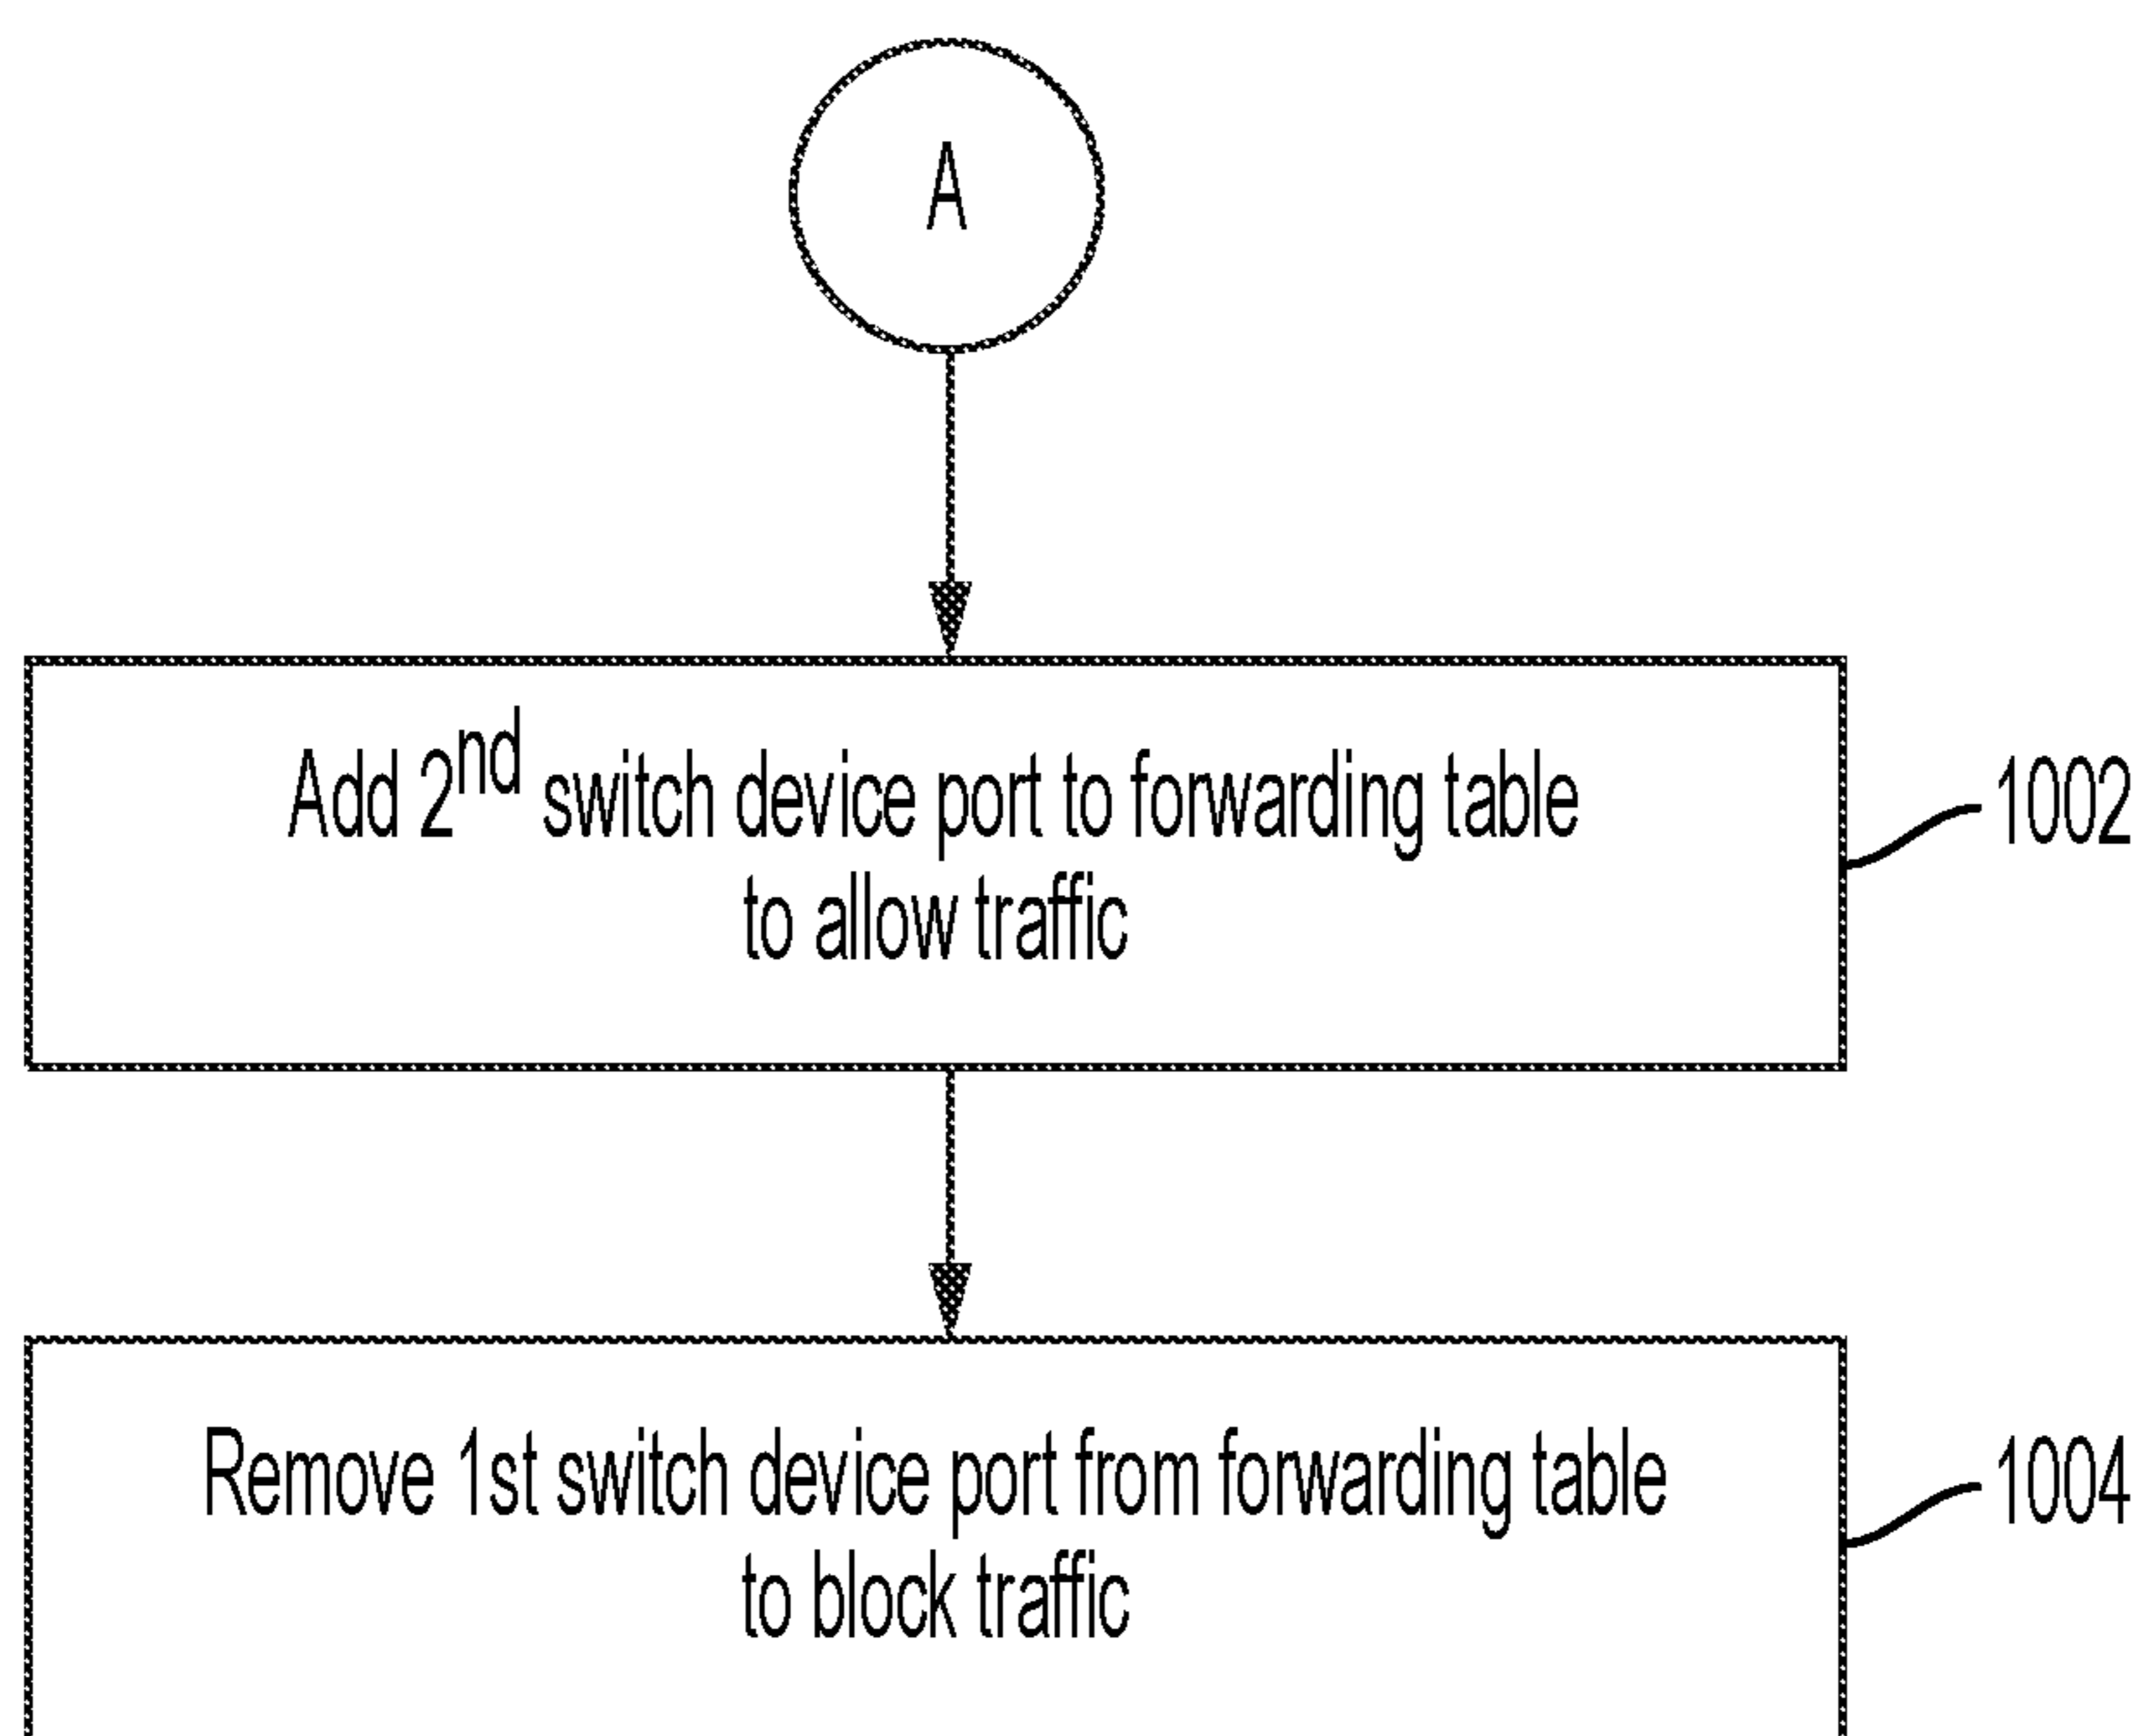 A
Add 2nd switch device port to forwarding table
to allow traffic
1002
Remove 1st switch device port from forwarding table
to block traffic
1004